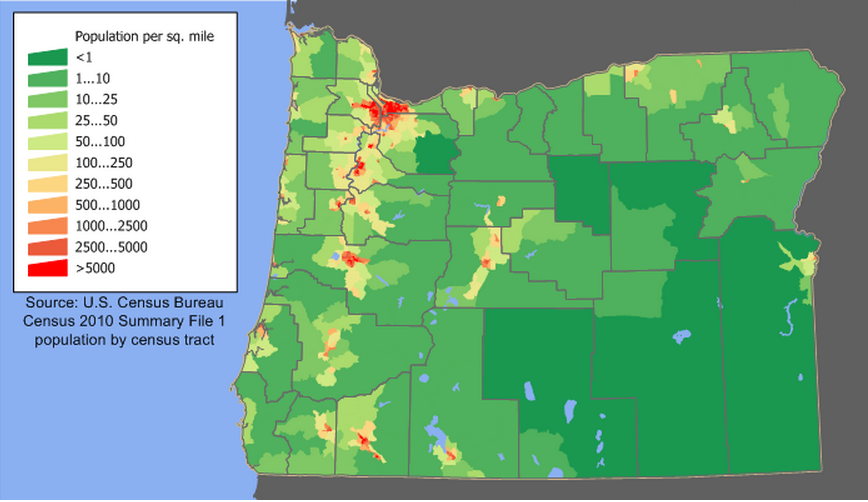 Population per sq. mile
<1
1...10
10...25
25...50
50...100
100...250
250...500
500...1000
1000...2500
2500...5000
>5000
Source: U.S. Census Bureau
Census 2010 Summary File 1
population by census tract